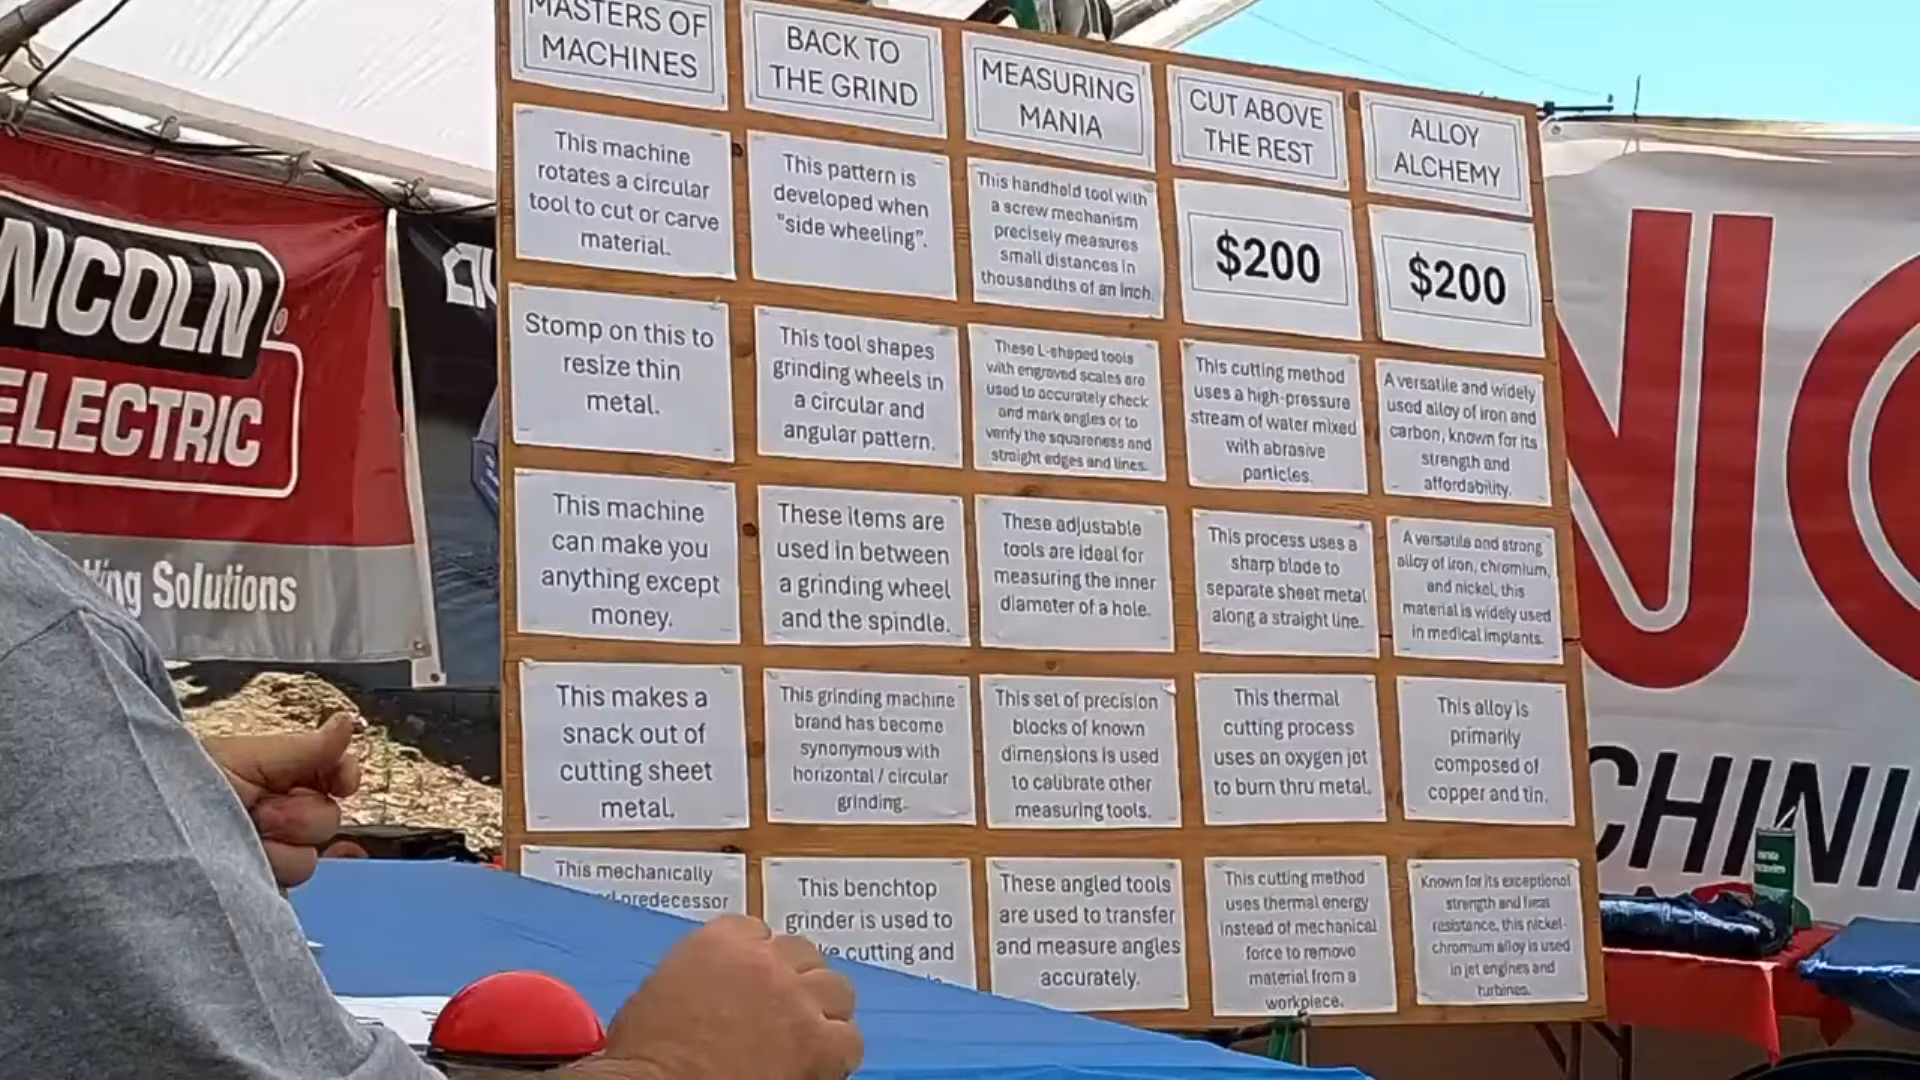 MASTERS OF
MACHINES
This machine
rotates a circular
tool to cut or carve
material.
Stomp on this to
resize thin
metal.
This machine
can make you
anything except
money.
This makes a
snack out of
cutting sheet
metal.
This mechanically
predecessor
BACK TO
THE GRIND
This pattern is
developed when
"side wheeling".
This tool shapes
grinding wheels in
a circular and
angular pattern.
These items are
used in between
a grinding wheel
and the spindle.
This grinding machine
brand has become
synonymous with
horizontal / circular
grinding.
This benchtop
grinder is used to
cutting and
MEASURING
MANIA
This handheld tool with
a screw mechanism
precisely measures
small distances in
thousandths of an inch.
These L-shaped tools
with engraved scales are
used to accurately check
and mark angles or to
verify the squareness and
straight edges and lines.
These adjustable
tools are ideal for
measuring the inner
diameter of a hole.
This set of precision
blocks of known
dimensions is used
to calibrate other
measuring tools.
These angled tools
are used to transfer
and measure angles
accurately.
CUT ABOVE
THE REST
$200
This cutting method
uses a high-pressure
stream of water mixed
with abrasive
particles.
This process uses a
sharp blade to
separate sheet metal
along a straight line.
This thermal
cutting process
uses an oxygen jet
to burn thru metal.
This cutting method
uses thermal energy
instead of mechanical
force to remove
material from a
workpiece.
ALLOY
ALCHEMY
$200
A versatile and widely
used alloy of iron and
carbon, known for its
strength and
affordability.
A versatile and strong
alloy of iron, chromium,
and nickel, this
material is widely used
in medical implants.
This alloy is
primarily
composed of
copper and tin.
Known for its exceptional
strength and heat
resistance, this nickel-
chromium alloy is used
in jet engines and
turbines.
NCOLN
ELECTRIC
Solutions
NC
CHINI